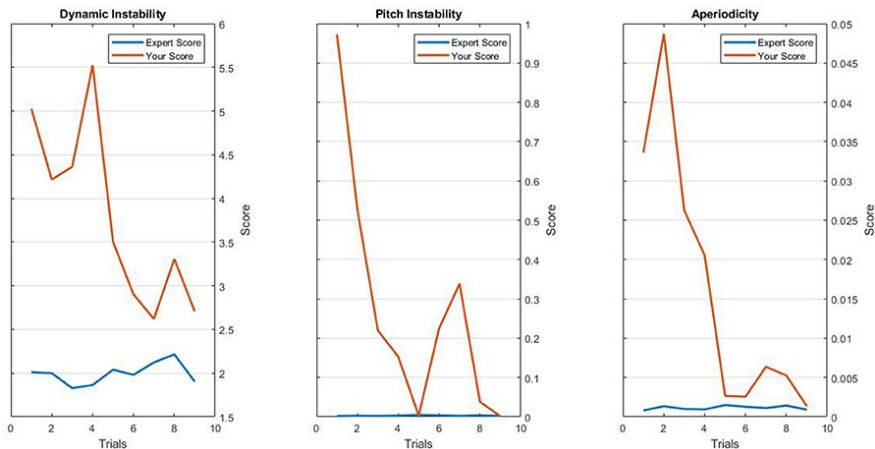 Dynamic Instability
Expert Score
Your Score
6
5.5
5
4.5
4
3.5
3
2.5
2
1.5
Score
0 2 4 6 8 10
Trials
Pitch Instability
Expert Score
Your Score
1
0.9
0.8
0.7
0.6
0.5
0.4
0.3
0.2
0.1
0
Score
0 2 4 6 8 10
Trials
Aperiodicity
Expert Score
Your Score
0.05
0.045
0.04
0.035
0.03
0.025
0.02
0.015
0.01
0.005
0
Score
0 2 4 6 8 10
Trials